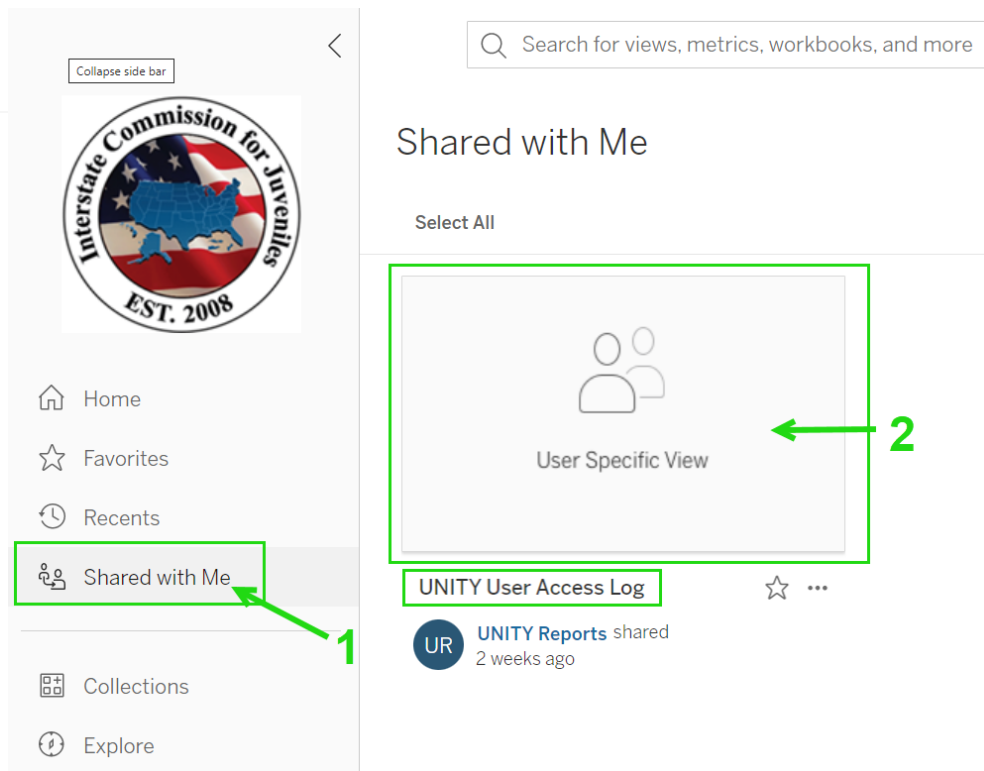 Collapse side bar
Interstate Commission for Juveniles
EST. 2008
Home
Favorites
Recents
Shared with Me
1
Collections
Explore
Search for views, metrics, workbooks, and more
Shared with Me
Select All
User Specific View
2
UNITY User Access Log
UR
UNITY Reports shared
2 weeks ago